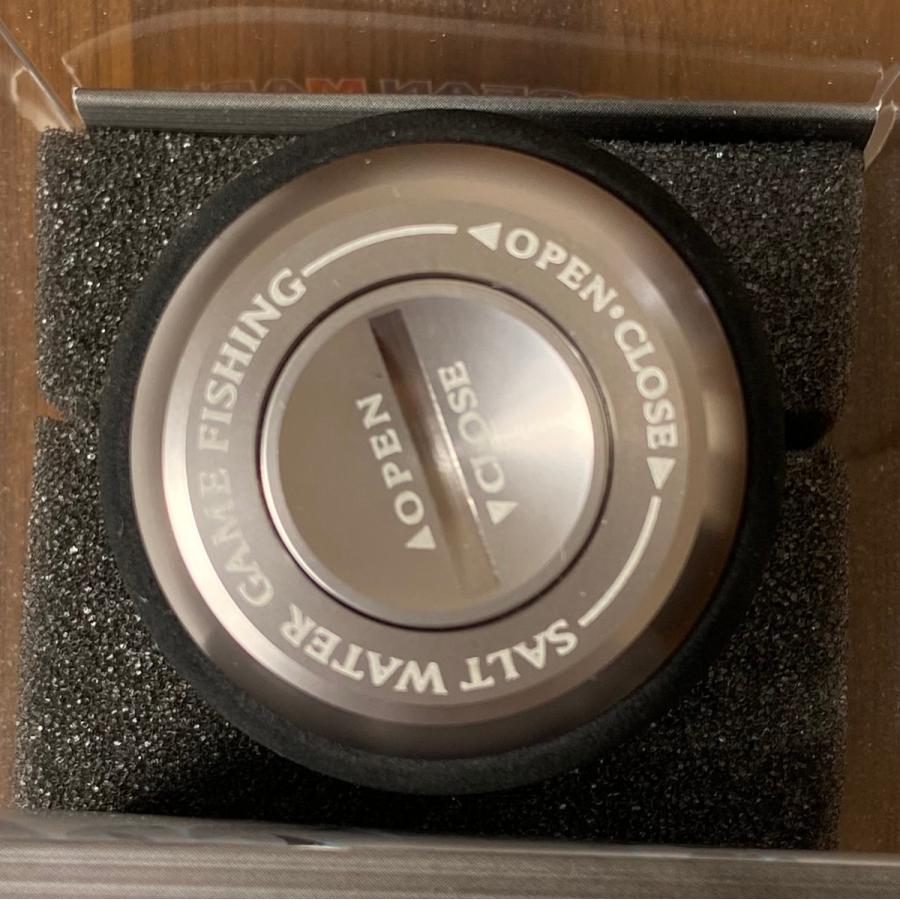 ◀OPEN•CLOSE▶
SALT WATER GAME FISHING
◀OPEN
◀CLOSE